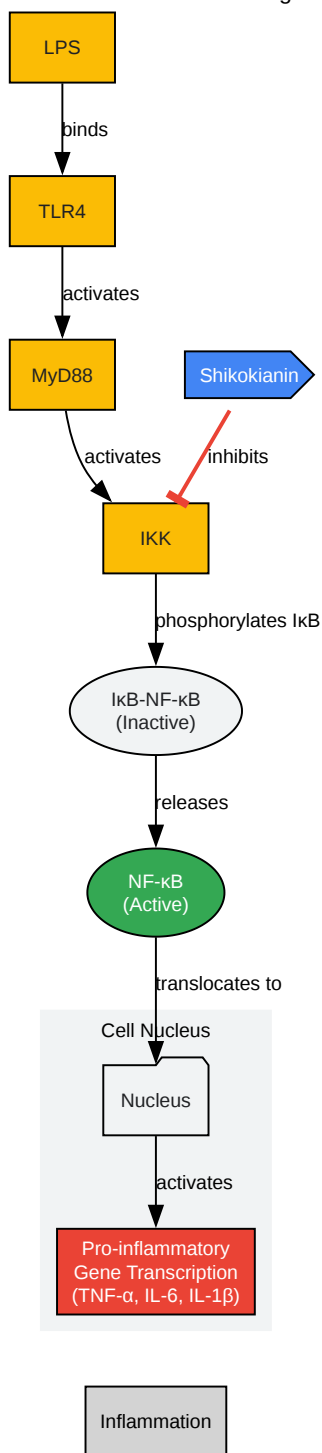 LPS
binds
TLR4
activates
MyD88
Shikokianin
activates
inhibits
IKK
phosphorylates IκB
IκB-NF-κB
(Inactive)
releases
NF-κB
(Active)
translocates to
Cell Nucleus
Nucleus
activates
Pro-inflammatory
Gene Transcription
(TNF-α, IL-6, IL-1β)
Inflammation